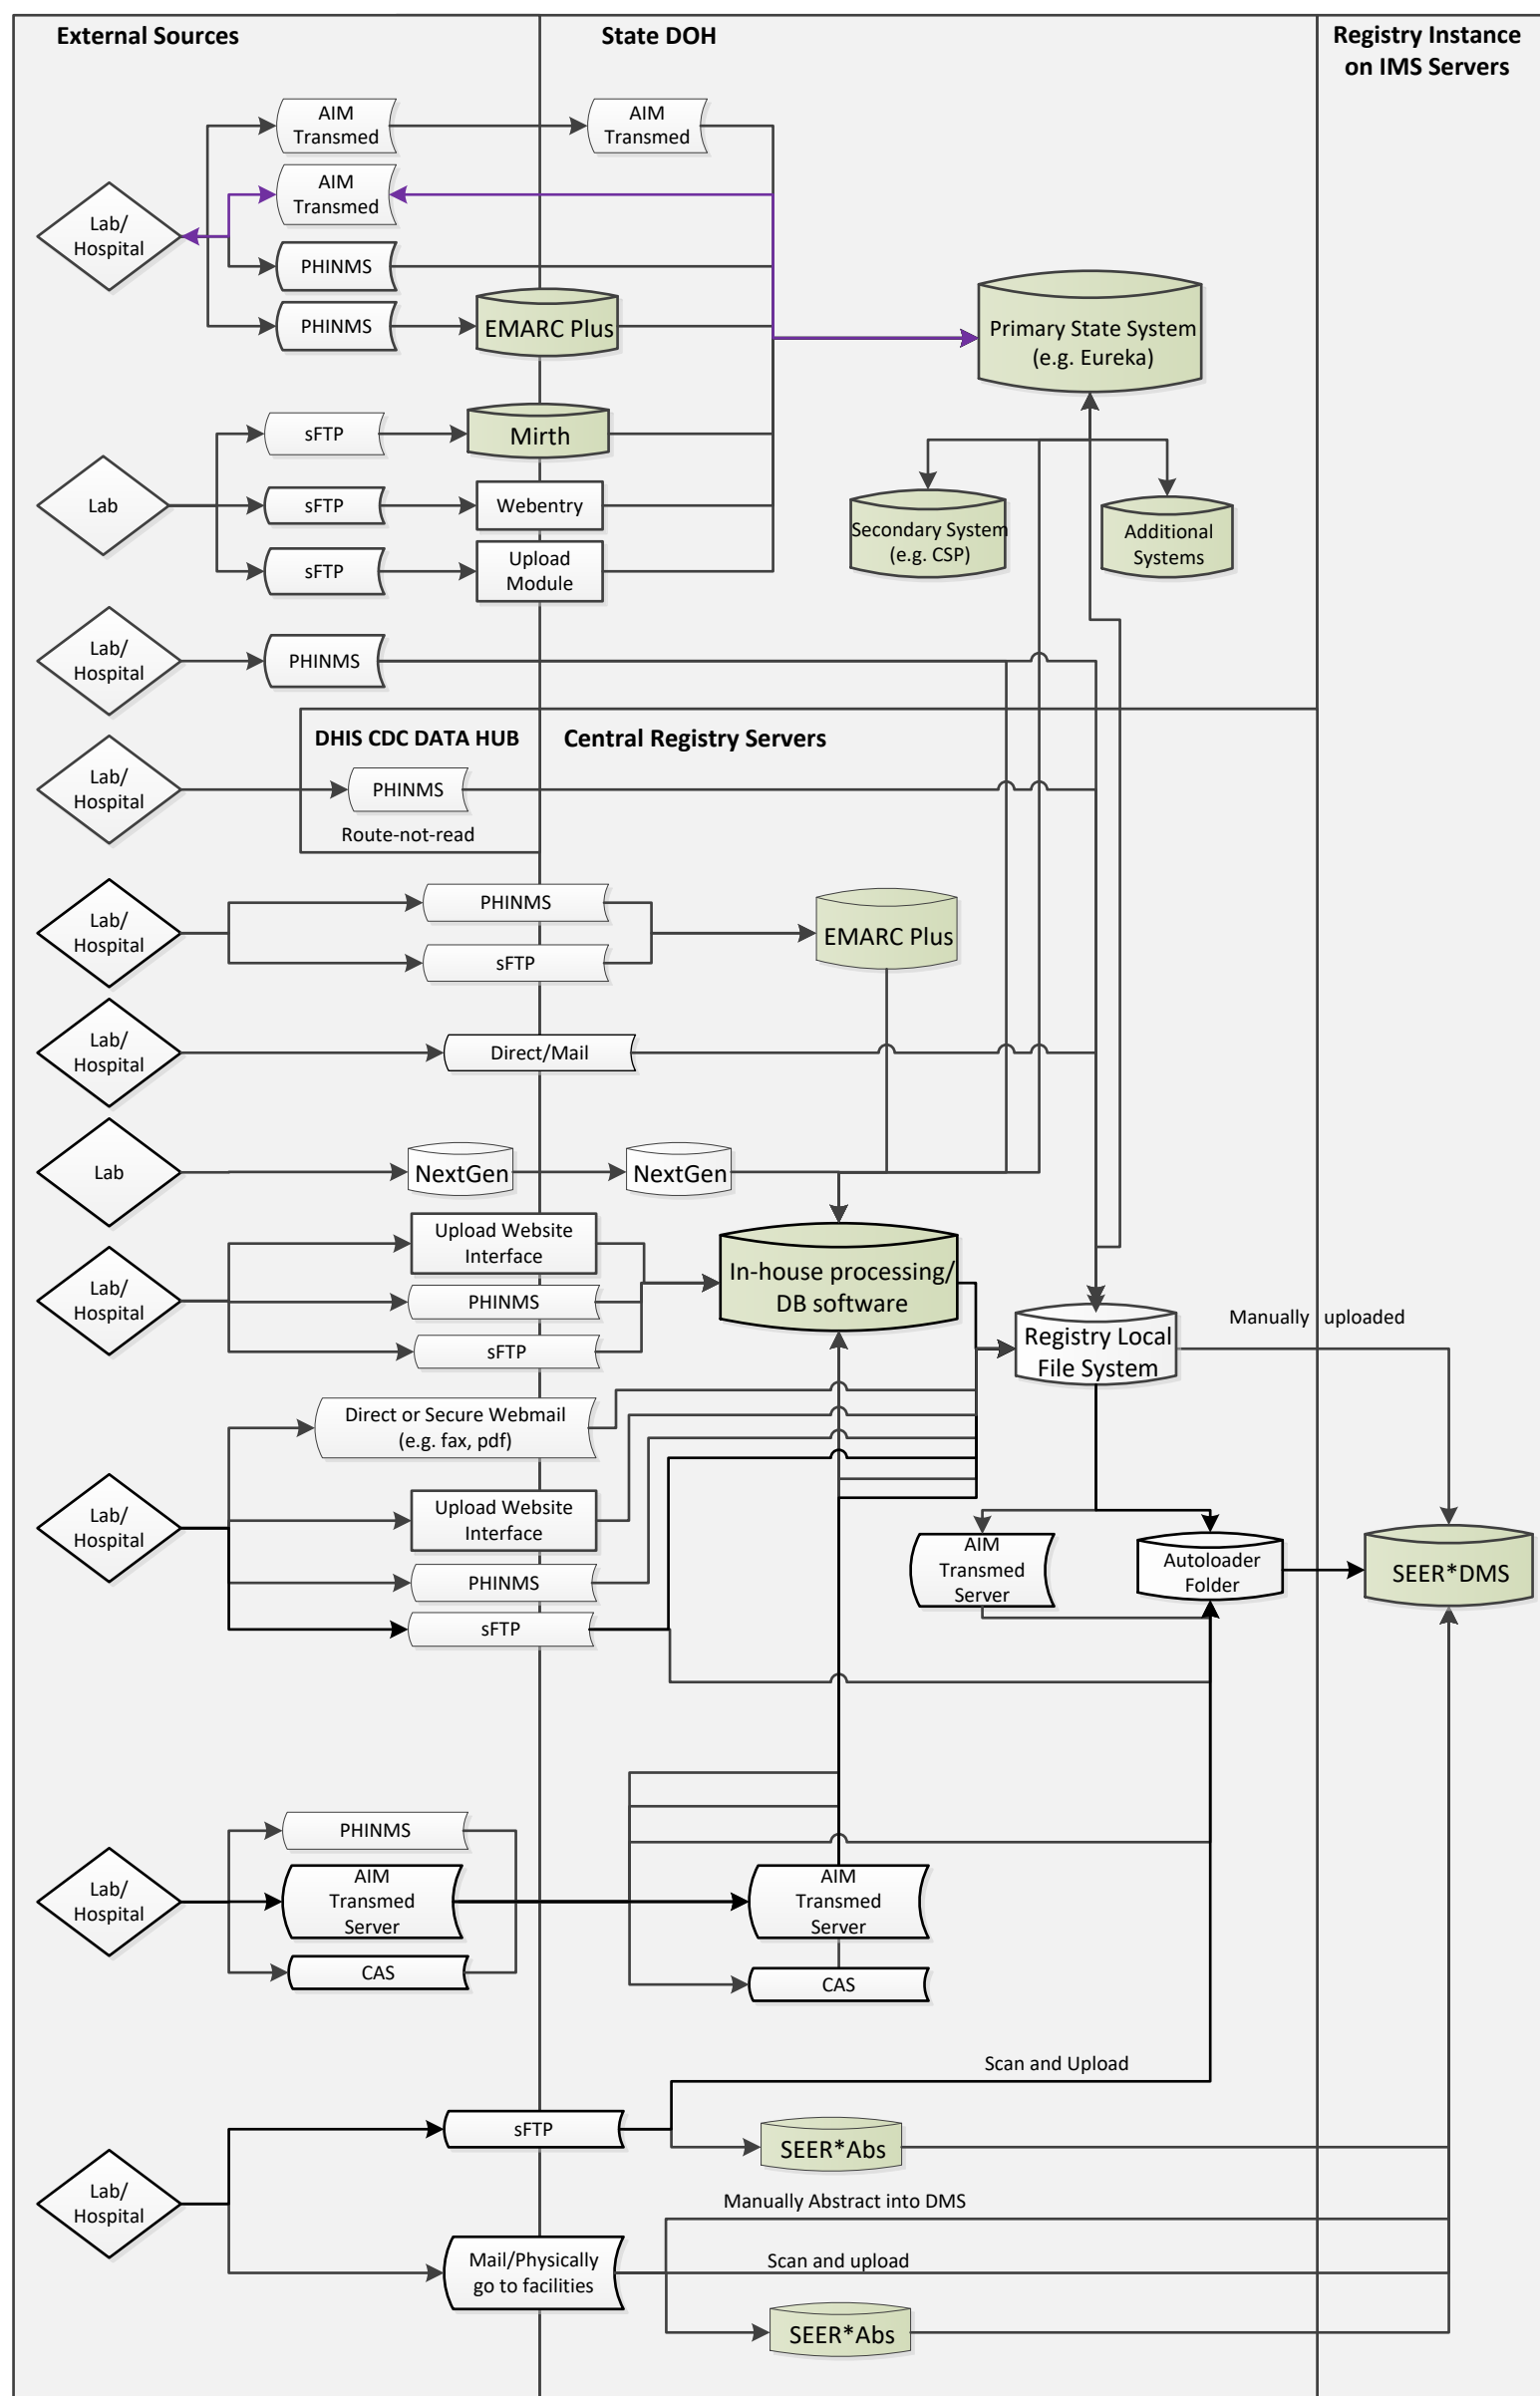 External Sources
State DOH
Registry Instance
on IMS Servers
AIM
Transmed
AIM
Transmed
AIM
Transmed
Lab/
Hospital
PHINMS
PHINMS
EMARC Plus
Primary State System
(e.g. Eureka)
sFTP
Mirth
Lab
sFTP
Webentry
Secondary System
(e.g. CSP)
Additional
Systems
sFTP
Upload
Module
Lab/
Hospital
PHINMS
DHIS CDC DATA HUB
Central Registry Servers
Lab/
Hospital
PHINMS
Route-not-read
Lab/
Hospital
PHINMS
sFTP
EMARC Plus
Lab/
Hospital
Direct/Mail
Lab
NextGen
NextGen
Lab/
Hospital
Upload Website
Interface
PHINMS
sFTP
In-house processing/
DB software
Registry Local
File System
Manually uploaded
Direct or Secure Webmail
(e.g. fax, pdf)
Lab/
Hospital
Upload Website
Interface
PHINMS
sFTP
AIM
Transmed
Server
Autoloader
Folder
SEER*DMS
Lab/
Hospital
PHINMS
AIM
Transmed
Server
CAS
AIM
Transmed
Server
CAS
Scan and Upload
sFTP
SEER*Abs
Lab/
Hospital
Manually Abstract into DMS
Mail/Physically
go to facilities
Scan and upload
SEER*Abs